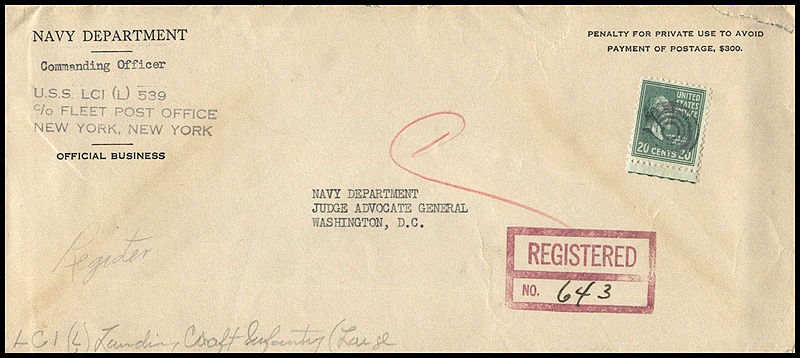 NAVY DEPARTMENT
Commanding Officer
U.S.S. LCI (L) 539
c/o FLEET POST OFFICE
NEW YORK, NEW YORK
OFFICIAL BUSINESS
PENALTY FOR PRIVATE USE TO AVOID
PAYMENT OF POSTAGE, $300.
UNITED
STATES
20 CENTS 20
NAVY DEPARTMENT
JUDGE ADVOCATE GENERAL
WASHINGTON, D.C.
REGISTERED
NO. 643
Register
LCI (L) Landing Craft Infantry (Large